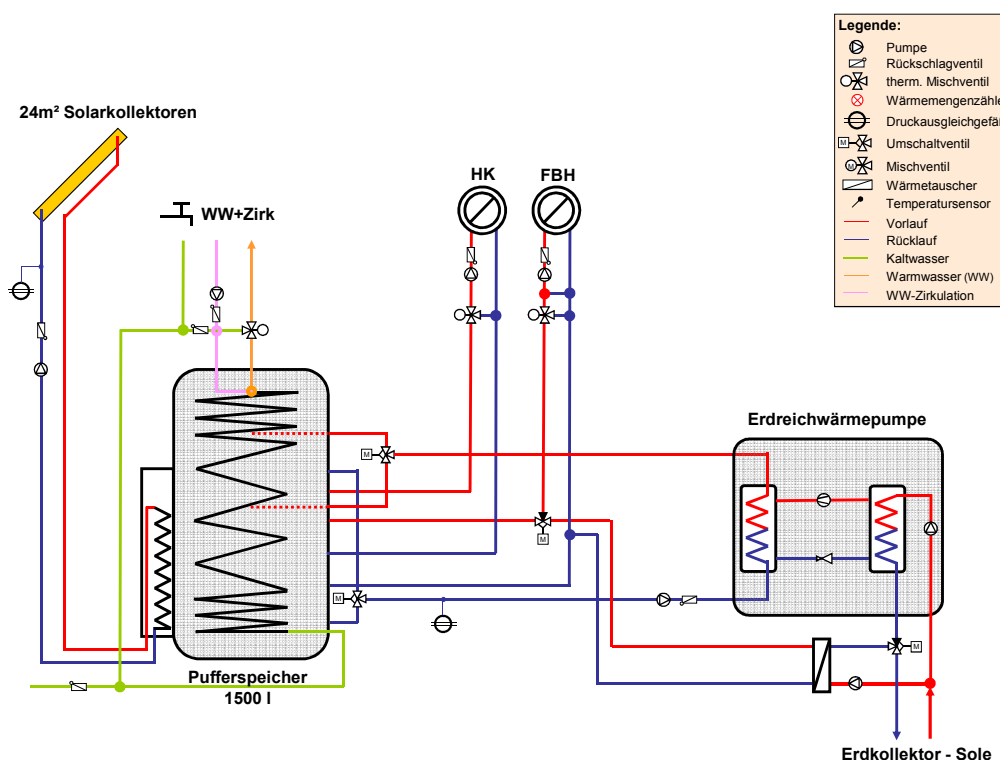 Legende:
Pumpe
Rückschlagventil
therm. Mischventil
Wärmemengenzähle
Druckausgleichgefä
M
Umschaltventil
M
Mischventil
Wärmetauscher
Temperatursensor
Vorlauf
Rücklauf
Kaltwasser
Warmwasser (WW)
WW-Zirkulation
24m² Solarkollektoren
HK
FBH
WW+Zirk
Erdreichwärmepumpe
M
M
M
M
Pufferspeicher
1500 l
Erdkollektor - Sole